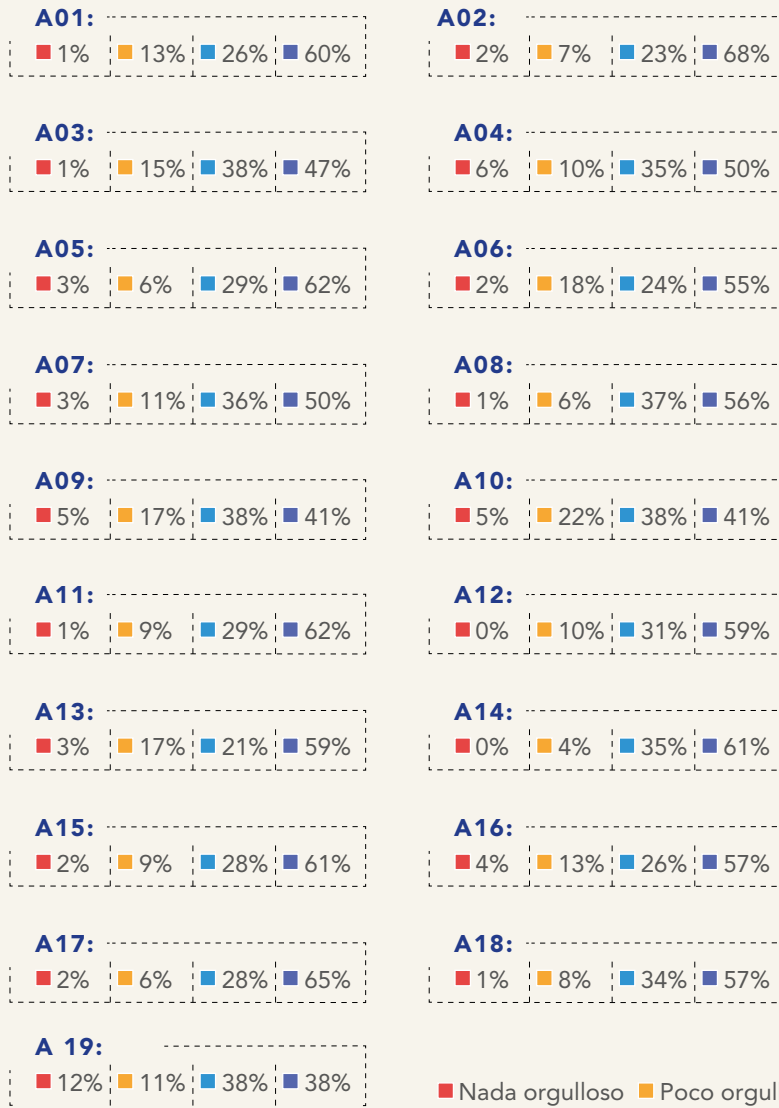 A01:
1% 13% 26% 60%
A02:
2% 7% 23% 68%
A03:
1% 15% 38% 47%
A04:
6% 10% 35% 50%
A05:
3% 6% 29% 62%
A06:
2% 18% 24% 55%
A07:
3% 11% 36% 50%
A08:
1% 6% 37% 56%
A09:
5% 17% 38% 41%
A10:
5% 22% 38% 41%
A11:
1% 9% 29% 62%
A12:
0% 10% 31% 59%
A13:
3% 17% 21% 59%
A14:
0% 4% 35% 61%
A15:
2% 9% 28% 61%
A16:
4% 13% 26% 57%
A17:
2% 6% 28% 65%
A18:
1% 8% 34% 57%
A 19:
12% 11% 38% 38%
Nada orgulloso Poco orgul